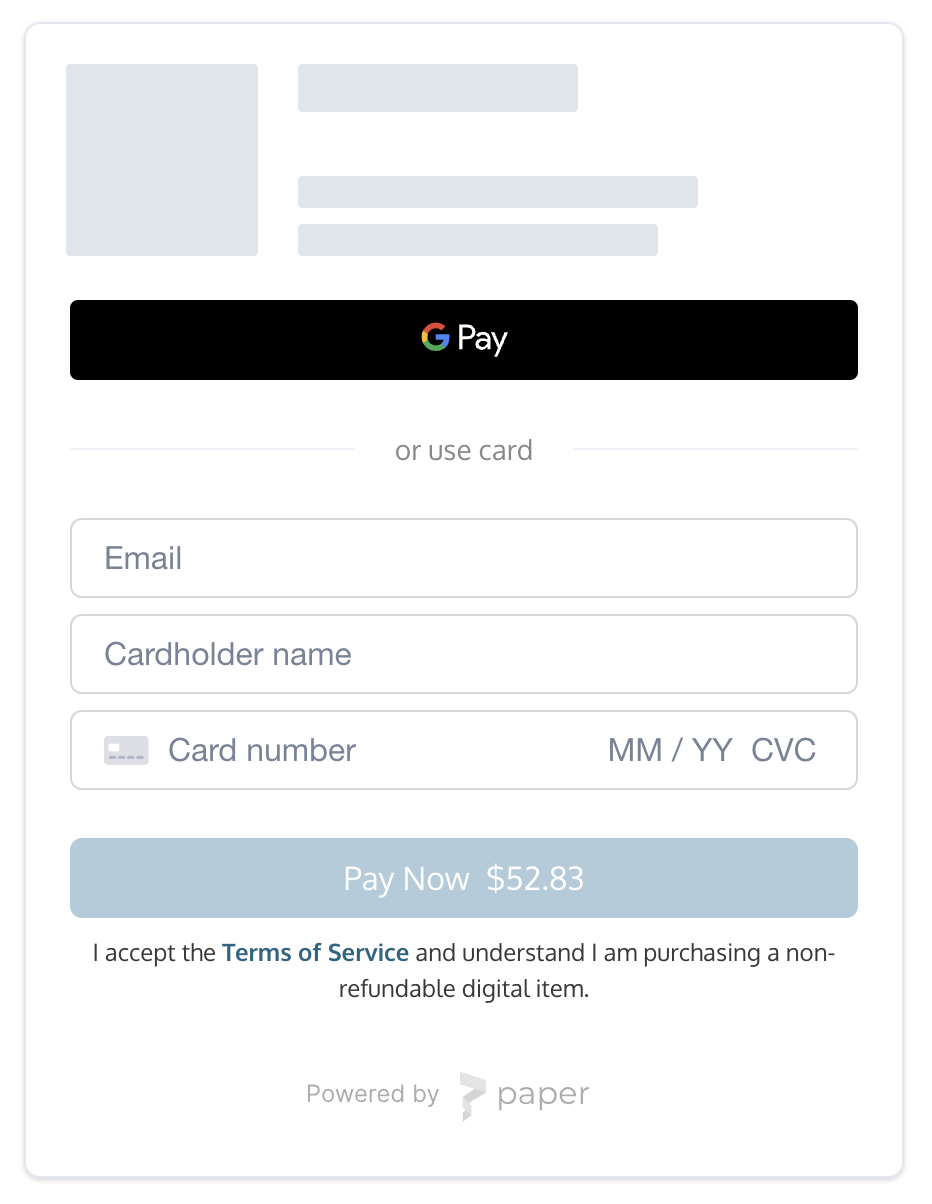 G Pay
or use card
Email
Cardholder name
Card number MM / YY CVC
Pay Now $52.83
I accept the Terms of Service and understand I am purchasing a non-
refundable digital item.
Powered by paper